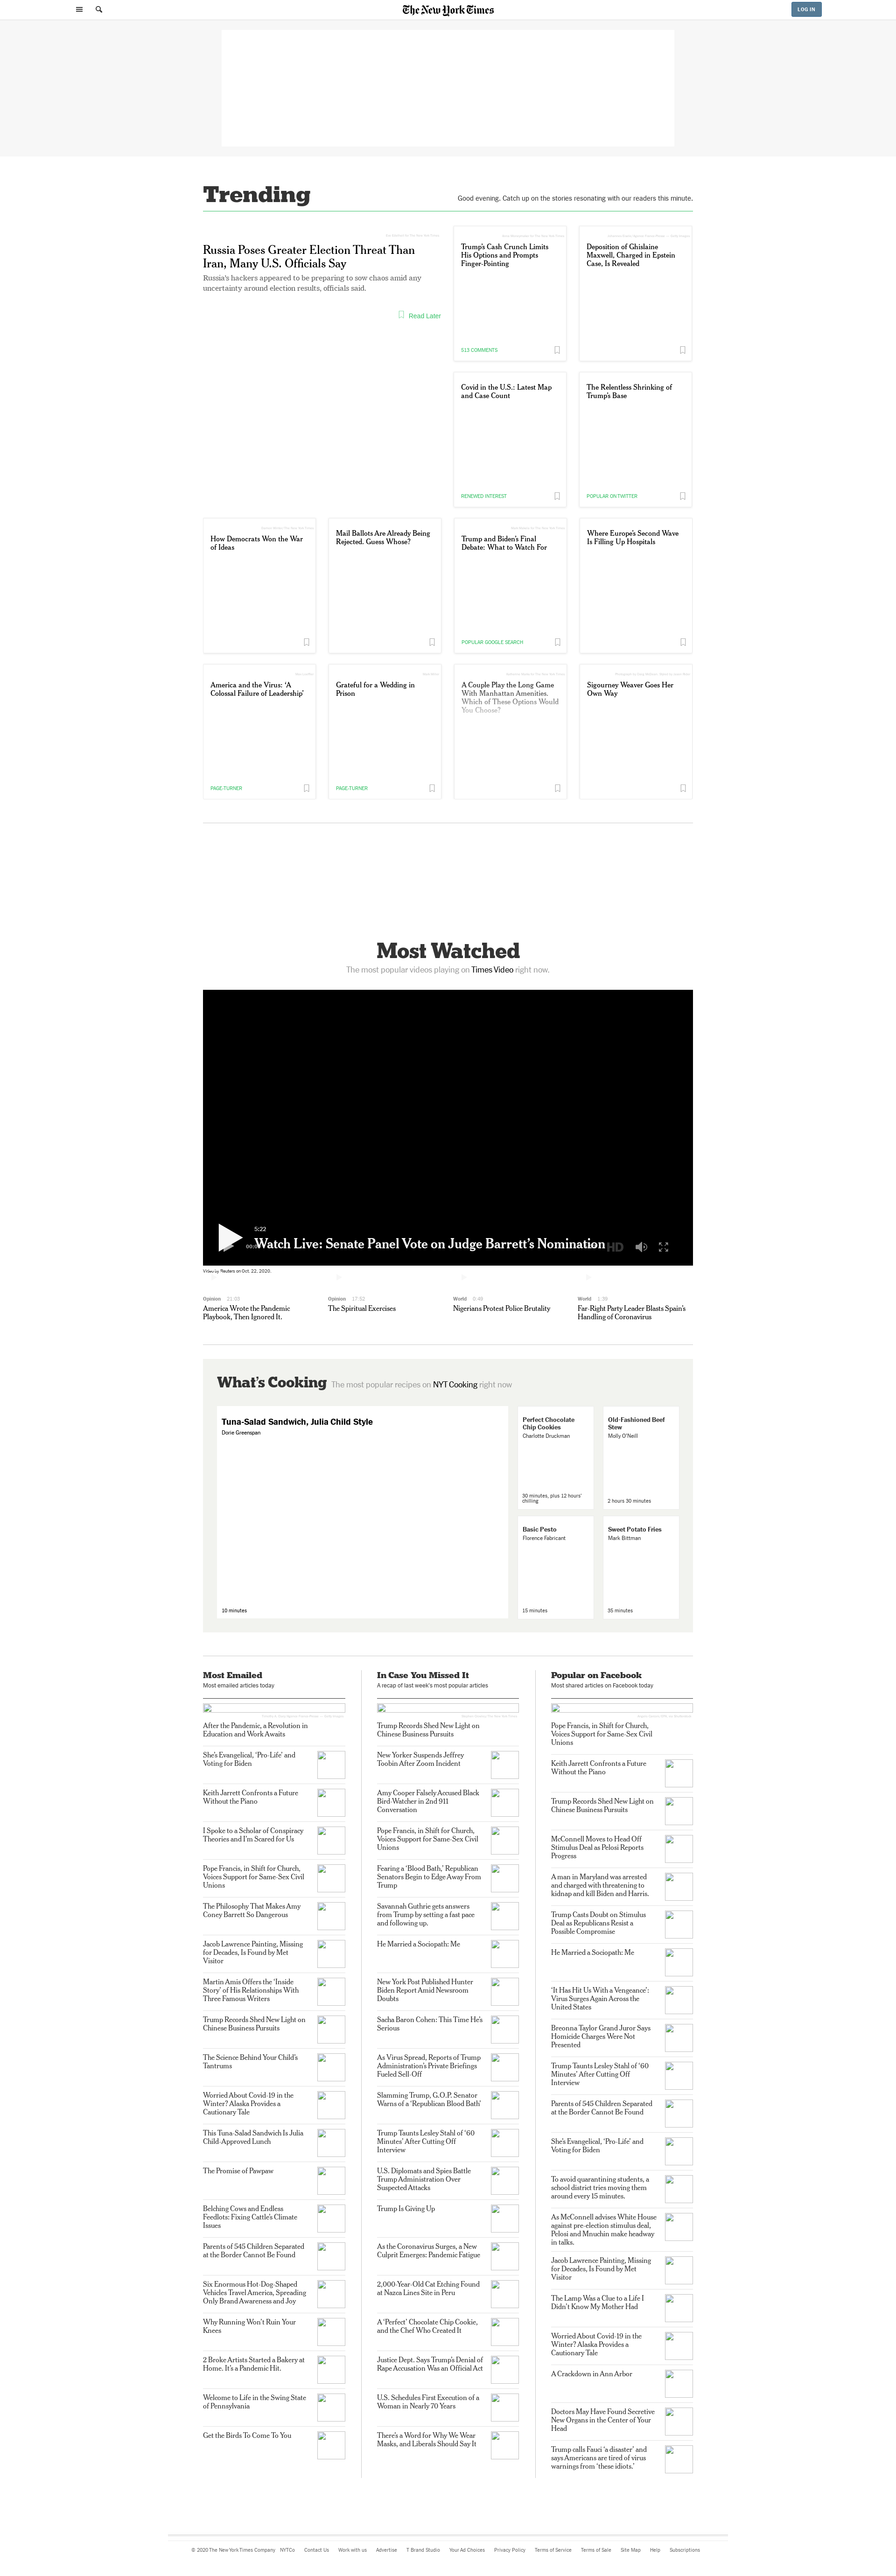 The New York Times
LOG IN
Trending
Good evening. Catch up on the stories resonating with our readers this minute.
Russia Poses Greater Election Threat Than
Iran, Many U.S. Officials Say
Russia's hackers appeared to be preparing to sow chaos amid any
uncertainty around election results, officials said.
Read Later
Trump's Cash Crunch Limits
His Options and Prompts
Finger-Pointing
513 COMMENTS
Deposition of Ghislaine
Maxwell, Charged in Epstein
Case, Is Revealed
Covid in the U.S.: Latest Map
and Case Count
RENEWED INTEREST
The Relentless Shrinking of
Trump's Base
POPULAR ON TWITTER
How Democrats Won the War
of Ideas
Mail Ballots Are Already Being
Rejected. Guess Whose?
Trump and Biden's Final
Debate: What to Watch For
POPULAR GOOGLE SEARCH
Where Europe's Second Wave
Is Filling Up Hospitals
America and the Virus: 'A
Colossal Failure of Leadership'
PAGE-TURNER
Grateful for a Wedding in
Prison
PAGE-TURNER
A Couple Play the Long Game
With Manhattan Amenities.
Which of These Options Would
You Choose?
Sigourney Weaver Goes Her
Own Way
Most Watched
The most popular videos playing on Times Video right now.
5:22
Watch Live: Senate Panel Vote on Judge Barrett's Nomination
HD
Reuters on Oct. 22, 2020.
Opinion 21:03
America Wrote the Pandemic
Playbook, Then Ignored It.
Opinion 17:52
The Spiritual Exercises
World 0:46
Nigerians Protest Police Brutality
World 1:35
Far-Right Party Leader Blasts Spain's
Handling of Coronavirus
What's Cooking The most popular recipes on NYT Cooking right now
Tuna-Salad Sandwich, Julia Child Style
Dorie Greenspan
10 minutes
Perfect Chocolate
Chip Cookies
Charlotte Druckman
30 minutes, plus 12 hours'
chilling
Old-Fashioned Beef
Stew
Molly O'Neill
2 hours 30 minutes
Basic Pesto
Florence Fabricant
15 minutes
Sweet Potato Fries
Mark Bittman
35 minutes
Most Emailed
Most emailed articles today
After the Pandemic, a Revolution in
Education and Work Awaits
She's Evangelical, 'Pro-Life' and
Voting for Biden
Keith Jarrett Confronts a Future
Without the Piano
I Spoke to a Scholar of Conspiracy
Theories and I'm Scared for Us
Pope Francis, in Shift for Church,
Voices Support for Same-Sex Civil
Unions
The Philosophy That Makes Amy
Coney Barrett So Dangerous
Jacob Lawrence Painting, Missing
for Decades, Is Found by Met
Visitor
Martin Amis Offers the 'Inside
Story' of His Relationships With
Three Famous Writers
Trump Records Shed New Light on
Chinese Business Pursuits
The Science Behind Your Child's
Tantrums
Worried About Covid-19 in the
Winter? Alaska Provides a
Cautionary Tale
This Tuna-Salad Sandwich Is Julia
Child-Approved Lunch
The Promise of Pawpaw
Belching Cows and Endless
Feedlots: Fixing Cattle's Climate
Issues
Parents of 545 Children Separated
at the Border Cannot Be Found
Six Enormous Hot-Dog-Shaped
Vehicles Travel America, Spreading
Only Brand Awareness and Joy
Why Running Won't Ruin Your
Knees
2 Broke Artists Started a Bakery at
Home. It's a Pandemic Hit.
Welcome to Life in the Swing State
of Pennsylvania
Get the Birds To Come To You
In Case You Missed It
A recap of last week's most popular articles
Trump Records Shed New Light on
Chinese Business Pursuits
New Yorker Suspends Jeffrey
Toobin After Zoom Incident
Amy Cooper Falsely Accused Black
Bird-Watcher in 2nd 911
Conversation
Pope Francis, in Shift for Church,
Voices Support for Same-Sex Civil
Unions
Fearing a 'Blood Bath,' Republican
Senators Begin to Edge Away From
Trump
Savannah Guthrie gets answers
from Trump by setting a fast pace
and following up.
He Married a Sociopath: Me
New York Post Published Hunter
Biden Report Amid Newsroom
Doubts
Sacha Baron Cohen: This Time He's
Serious
As Virus Spread, Reports of Trump
Administration's Private Briefings
Fueled Sell-Off
Slamming Trump, G.O.P. Senator
Warns of a 'Republican Blood Bath'
Trump Taunts Lesley Stahl of '60
Minutes' After Cutting Off
Interview
U.S. Diplomats and Spies Battle
Trump Administration Over
Suspected Attacks
Trump Is Giving Up
As the Coronavirus Surges, a New
Culprit Emerges: Pandemic Fatigue
2,000-Year-Old Cat Etching Found
at Nazca Lines Site in Peru
A 'Perfect' Chocolate Chip Cookie,
and the Chef Who Created It
Justice Dept. Says Trump's Denial of
Rape Accusation Was an Official Act
U.S. Schedules First Execution of a
Woman in Nearly 70 Years
There's a Word for Why We Wear
Masks, and Liberals Should Say It
Popular on Facebook
Most shared articles on Facebook today
Pope Francis, in Shift for Church,
Voices Support for Same-Sex Civil
Unions
Keith Jarrett Confronts a Future
Without the Piano
Trump Records Shed New Light on
Chinese Business Pursuits
McConnell Moves to Head Off
Stimulus Deal as Pelosi Reports
Progress
A man in Maryland was arrested
and charged with threatening to
kidnap and kill Biden and Harris.
Trump Casts Doubt on Stimulus
Deal as Republicans Resist a
Possible Compromise
He Married a Sociopath: Me
'It Has Hit Us With a Vengeance':
Virus Surges Again Across the
United States
Breonna Taylor Grand Juror Says
Homicide Charges Were Not
Presented
Trump Taunts Lesley Stahl of '60
Minutes' After Cutting Off
Interview
Parents of 545 Children Separated
at the Border Cannot Be Found
She's Evangelical, 'Pro-Life' and
Voting for Biden
To avoid quarantining students, a
school district tries moving them
around every 15 minutes.
As McConnell advises White House
against pre-election stimulus deal,
Pelosi and Mnuchin make headway
in talks.
Jacob Lawrence Painting, Missing
for Decades, Is Found by Met
Visitor
The Lamp Was a Clue to a Life I
Didn't Know My Mother Had
Worried About Covid-19 in the
Winter? Alaska Provides a
Cautionary Tale
A Crackdown in Ann Arbor
Doctors May Have Found Secretive
New Organs in the Center of Your
Head
Trump calls Fauci 'a disaster' and
says Americans are tired of virus
warnings from 'these idiots.'
© 2020 The New York Times Company NYTCo Contact Us Work with us Advertise T Brand Studio Your Ad Choices Privacy Policy Terms of Service Terms of Sale Site Map Help Subscriptions